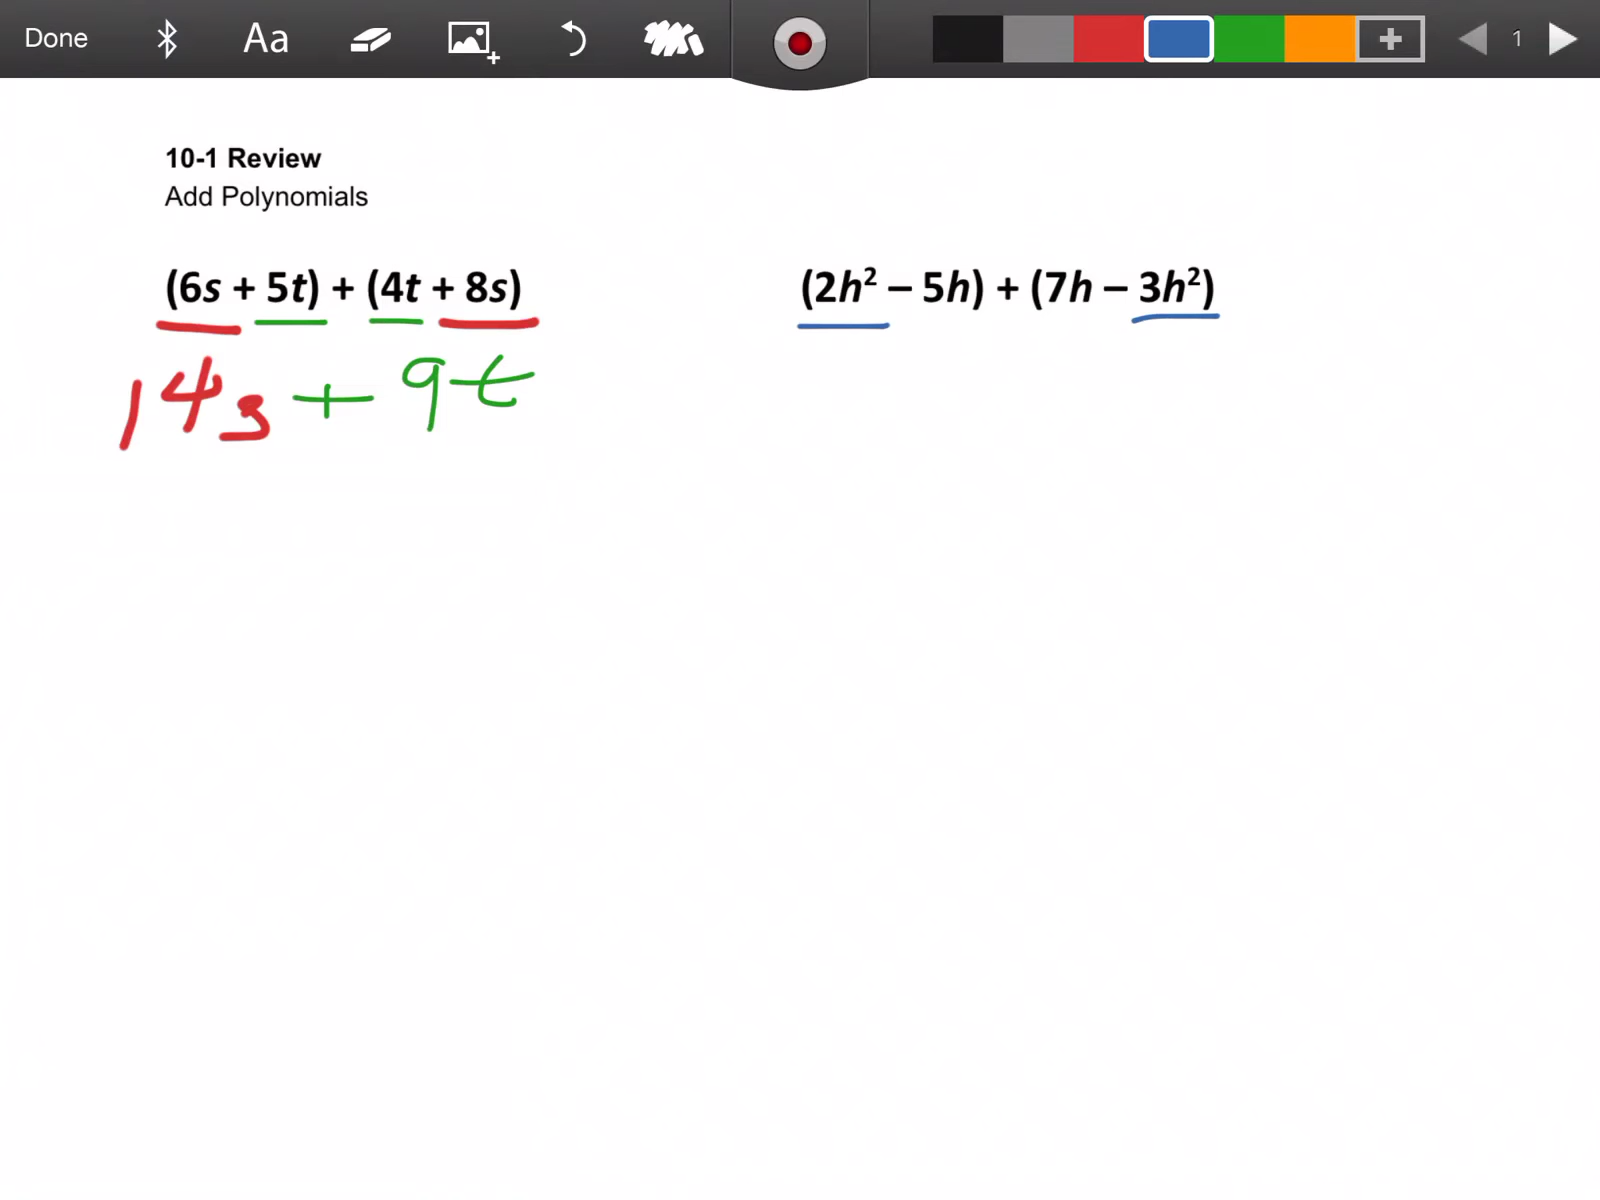 Done Aa 1
10-1 Review
Add Polynomials
(6s + 5t) + (4t + 8s)
14s + 9t
(2h² – 5h) + (7h – 3h²)